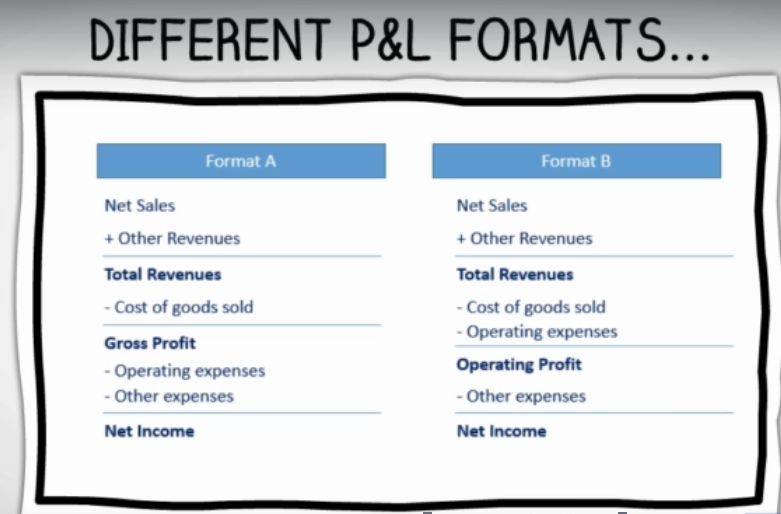 DIFFERENT P&L FORMATS...
Format A
Net Sales
+ Other Revenues
Total Revenues
- Cost of goods sold
Gross Profit
- Operating expenses
- Other expenses
Net Income
Format B
Net Sales
+ Other Revenues
Total Revenues
- Cost of goods sold
- Operating expenses
Operating Profit
- Other expenses
Net Income